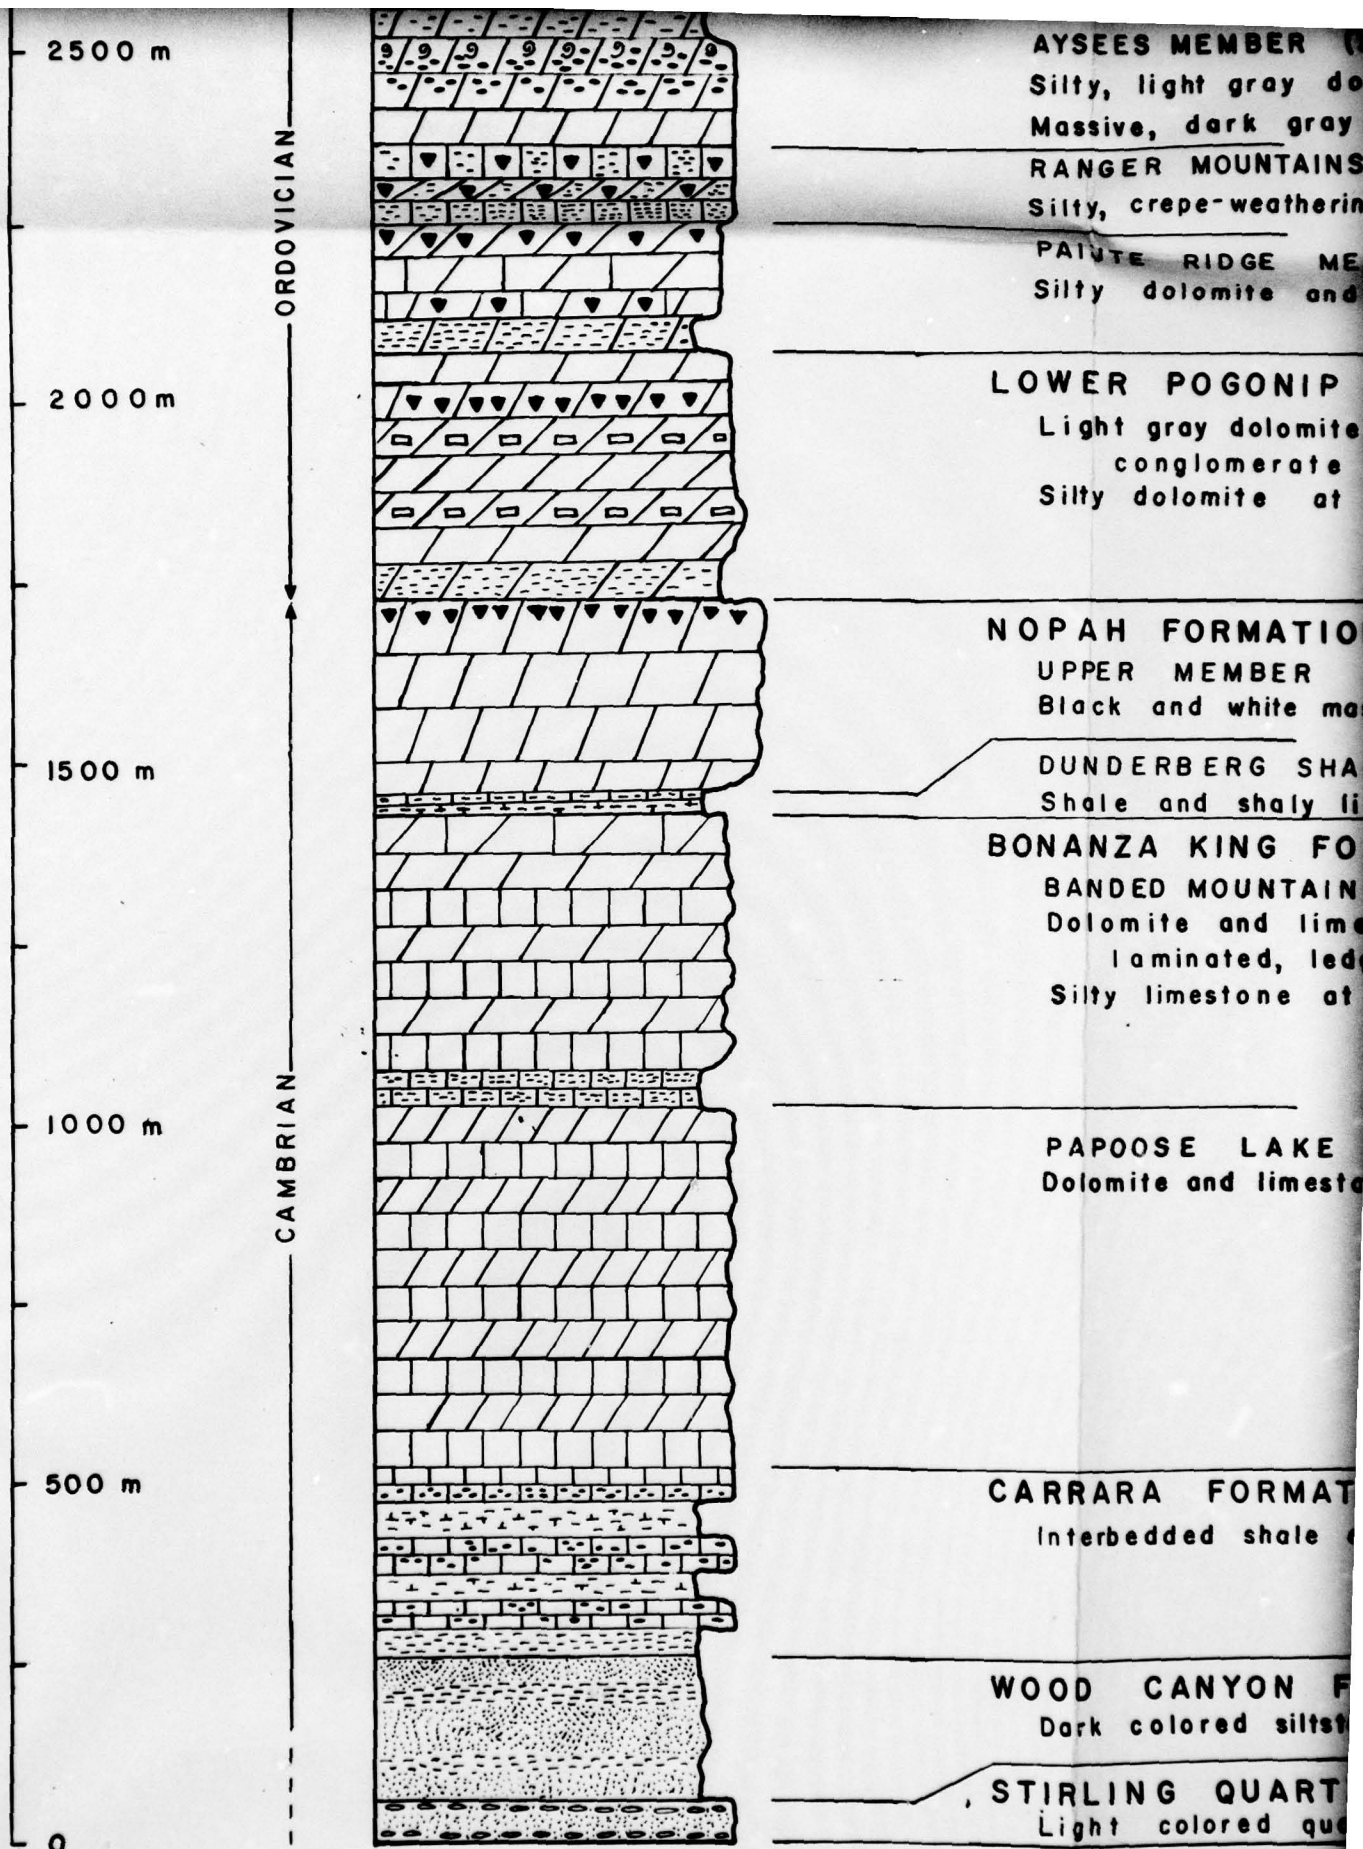 2500 m
AYSEES MEMBER (
Silty, light gray do
Massive, dark gray
RANGER MOUNTAINS
Silty, crepe-weatherin
PAIUTE RIDGE ME
Silty dolomite and
ORDOVICIAN
2000m
LOWER POGONIP
Light gray dolomite
conglomerate
Silty dolomite at
NOPAH FORMATIO
UPPER MEMBER
Black and white ma
1500 m
DUNDERBERG SHA
Shale and shaly li
BONANZA KING FO
BANDED MOUNTAIN
Dolomite and lime
laminated, led
Silty limestone at
CAMBRIAN
1000 m
PAPOOSE LAKE
Dolomite and limesto
500 m
CARRARA FORMAT
Interbedded shale
WOOD CANYON F
Dark colored siltst
STIRLING QUART
Light colored qua
0